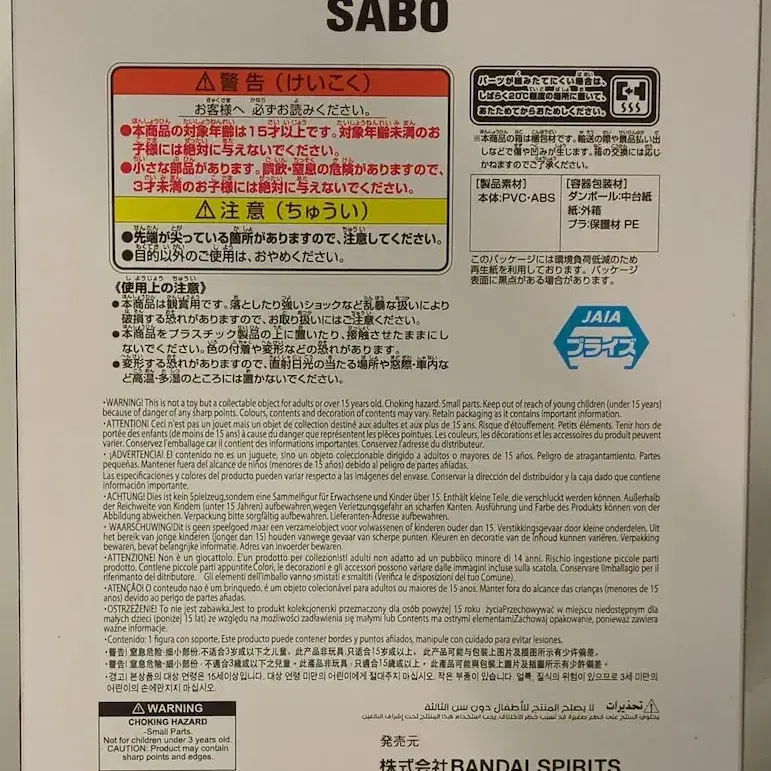 SABO
⚠警告(けいこく)
お客様へ 必ずお読みください。
●本商品の対象年齢は15才以上です。対象年齢未満のお
子様には絶対に与えないでください。
●小さな部品があります。誤飲・窒息の危険がありますので、
3才未満のお子様には絶対に与えないでください。
⚠注意(ちゅうい)
●先端が尖っている箇所がありますので、注意してください。
●目的以外のご使用は、おやめください。
《使用上の注意》
●本商品は観賞用です。落としたり強いショックなど乱暴な扱いにより
破損する恐れがありますので、お取り扱いにはご注意ください。
●本商品をプラスチック製品の上に置いたり、接触させたままにし
ないでください。色の付着や変形などの恐れがあります。
●変形する恐れがありますので、直射日光の当たる場所や窓際・車内な
ど高温・多湿のところには置かないでください。
パーツが組みたてにくい場合は、
しばらく20℃程度の場所に置いて、
あたためてからおためしください。
※本商品の箱は梱包材です。輸送の際や景品払い出
しなどで傷や凹みが生じます。箱の交換には応じ
かねますのでご了承ください。
[製品素材]
本体:PVC・ABS
[容器包装材]
ダンボール:中台紙
紙:外箱
プラ:保護材 PE
このパッケージには環境負荷低減のため
再生紙を利用しております。パッケージ
表面に黒点がある場合があります。
JAIA
プライズ
•WARNING! This is not a toy but a collectable object for adults or over 15 years old. Choking hazard. Small parts. Keep out of reach of young children (under 15 years)
because of danger of any sharp points. Colours, contents and decoration of contents may vary. Retain packaging as it contains important information.
•ATTENTION! Ceci n'est pas un jouet mais un objet de collection destiné aux adultes et aux plus de 15 ans. Risque d'étouffement. Petits éléments. Tenir hors de
portée des enfants (de moins de 15 ans) à cause du danger que représentent les pièces pointues. Les couleurs, les décorations et les accessoires du produit peuvent
varier. Conservez l'emballage car il contient des informations importantes. Conservez l'adresse du distributeur.
• ¡ADVERTENCIA! El contenido no es un juguete, sino un objeto coleccionable dirigido a adultos o mayores de 15 años. Peligro de atragantamiento. Partes
pequeñas. Mantener fuera del alcance de niños (menores de 15 años) debido al peligro de partes afiladas.
Las especificaciones y colores del producto pueden variar respecto a las imágenes del envase. Conservar la dirección del distribuidor y la caja dado que contiene
información importante.
•ACHTUNG! Dies ist kein Spielzeug,sondern eine Sammelfigur für Erwachsene und Kinder über 15. Enthält kleine Teile, die verschluckt werden können. Außerhalb
der Reichweite von Kindern (unter 15 Jahren) aufbewahren,wegen Verletzungsgefahr an scharfen Kanten. Ausführung und Farbe des Produkts können von der
Abbildung abweichen. Verpackung bitte sorgfältig aufbewahren. Lieferanten-Adresse aufbewahren.
• WAARSCHUWING!Dit is geen speelgoed maar een verzamelobject voor volwassenen of kinderen ouder dan 15. Verstikkingsgevaar door kleine onderdelen. Uit
het bereik van jonge kinderen (jonger dan 15) houden vanwege gevaar van scherpe punten. Kleuren en decoratie van de inhoud kunnen variëren. Verpakking
bewaren, bevat belangrijke informatie. Adres van invoerder bewaren.
•ATTENZIONE! Non è un giocattolo. E'un prodotto per collezionisti adulti non adatto ad un pubblico minore di 14 anni. Rischio ingestione piccole parti
prodotto. Contiene piccole parti appuntite.Colori, le decorazioni e gli accessori possono variare dalle immagini incluse sulla scatola. Conservare limballagio per il
riferimanto del ditributore. Gli elementi dell'imballo vanno smistati e smaltiti (Verifica le disposizioni del tuo Comune).
•ATENÇÃO! O conteudo nao é um brinquedo, é um objeto colecionável para adultos ou maiores de 15 anos. Manter fora do alcance das crianças (menores de 15
anos) devido ao perigo de partes afiadas.
•OSTRZEŻENIE! To nie jest zabawka.Jest to produkt kolekcjonerski przeznaczony dla osób powyżej 15 roku życiaPrzechowywać w miejscu niedostępnym dla
małych dzieci (poniżej 15 lat) ze względu na możliwości zadławienia się małymi lub Contents ma ostrymi elementamiZachowaj opakowanie, ponieważ zawiera
ważne informacje.
•Contenido: 1 figura con soporte, Este producto puede contener bordes y puntos afilados, manipule con cuidado para evitar lesiones.
•警告! 窒息危险-细小部份.不适合3岁或以下之儿童。此产品非玩具.只适合15岁或以上。此产品可能与包装上图片及插图所示有少许偏差。
•警告! 窒息危險-細小部份.不適合3歲或以下之兒童。此產品非玩具.只適合15歲或以上。此產品可能與包裝上圖片及插圖所示有少許偏差。
•경고! 본상품의 대상 연령은 15세이상입니다. 대상 연령 미만의 어린이에게 절대주지 마십시오. 작은 부품이 있습니다. 얼룩, 질식의 위험이 있으므로 3세 미만의
어린이의 손에만지지 마십시오.
⚠ WARNING
CHOKING HAZARD
-Small Parts.
Not for children under 3 years old.
CAUTION: Product may contain
sharp points and edges.
تحذيرات لا يصلح المنتج للأطفال دون سن الثالثة
発売元
株式会社BANDAI SPIRITS